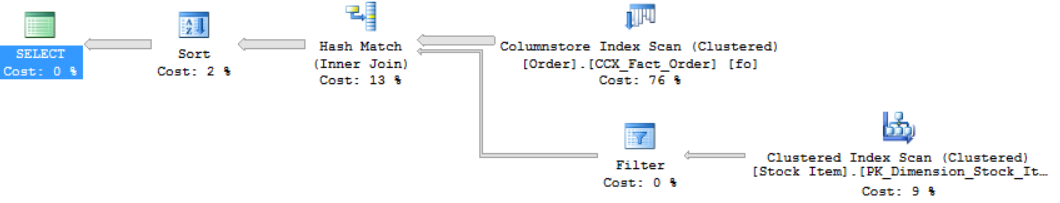 SELECT
Cost: 0 %
Sort
Cost: 2 %
Hash Match
(Inner Join)
Cost: 13 %
Columnstore Index Scan (Clustered)
[Order].[CCX_Fact_Order] [fo]
Cost: 76 %
Filter
Cost: 0 %
Clustered Index Scan (Clustered)
[Stock Item].[PK_Dimension_Stock_It…
Cost: 9 %